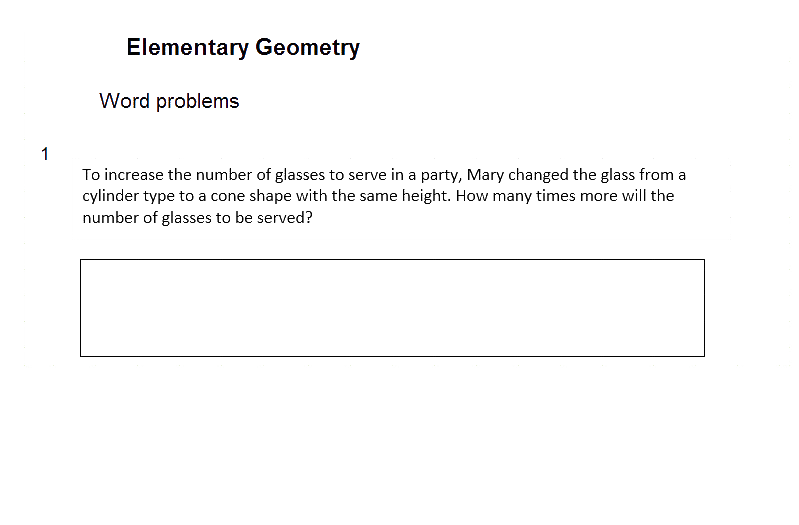 Elementary Geometry
Word problems
1
To increase the number of glasses to serve in a party, Mary changed the glass from a
cylinder type to a cone shape with the same height. How many times more will the
number of glasses to be served?